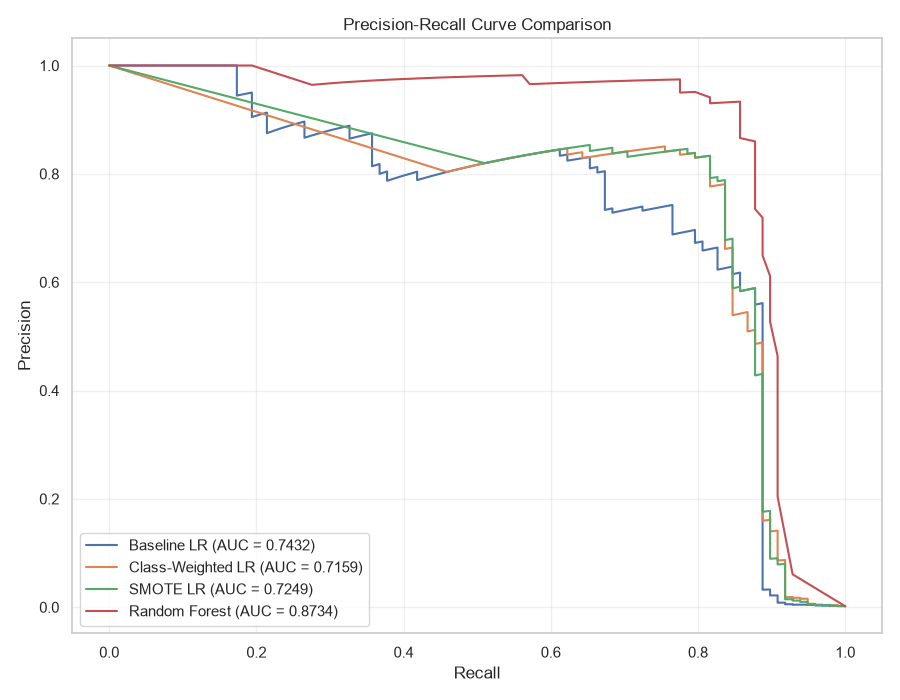 Precision-Recall Curve Comparison
1.0
0.8
0.6
0.4
0.2
0.0
Precision
Baseline LR (AUC = 0.7432)
Class-Weighted LR (AUC = 0.7159)
SMOTE LR (AUC = 0.7249)
Random Forest (AUC = 0.8734)
0.0 0.2 0.4 0.6 0.8 1.0
Recall